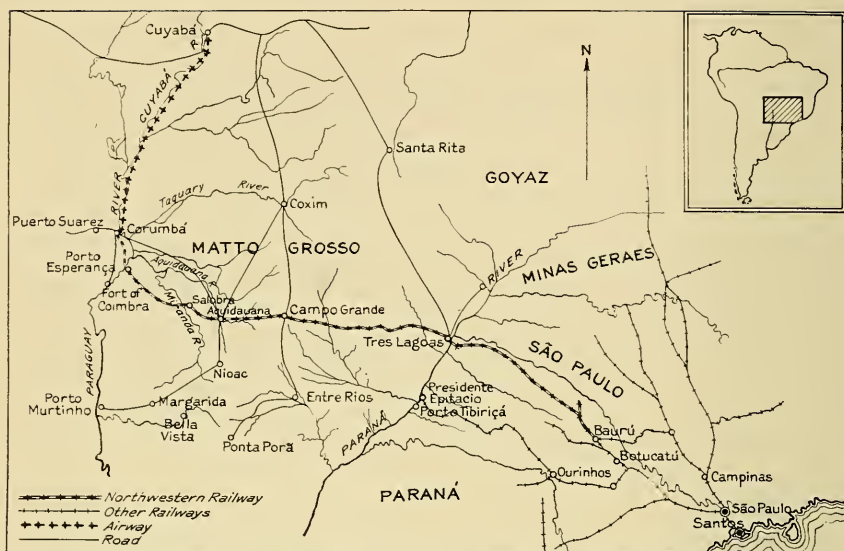 Cuyabá
CUYABÁ R
N
Santa Rita
GOYAZ
Taquary River
Coxim
RIVER
Puerto Suarez
Corumbá
MATTO GROSSO
RIVER
MINAS GERAES
Porto
Esperança
Aquidauana R
Fort of
Coimbra
Salobra
Miranda R
Aquidauana
Campo Grande
Tres Lagoas
SÃO PAULO
PARAGUAY
Nioac
Presidente
Epitacio
Porto Tibiriçá
Entre Rios
Porto
Murtinho
Margarida
Bella
Vista
PARANÁ
Baurú
Ponta Porã
Botucatú
Ourinhos
Campinas
PARANÁ
São Paulo
Santos
Northwestern Railway
Other Railways
Airway
Road